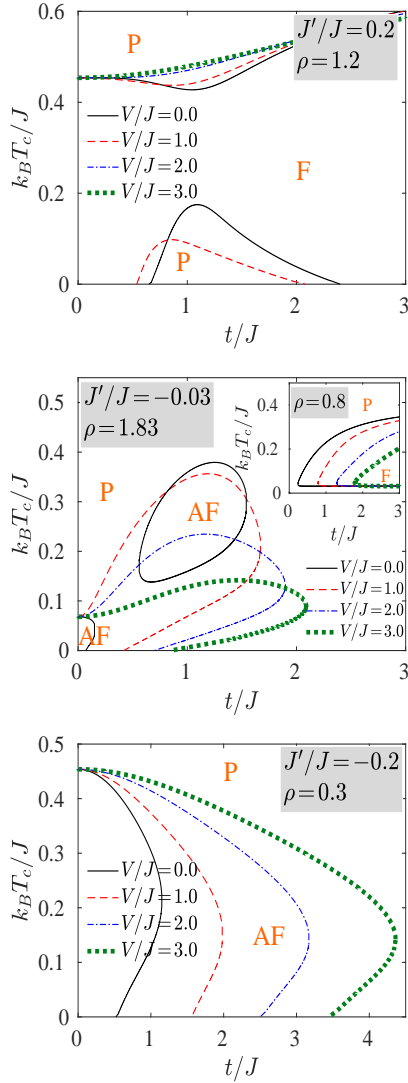 0.6
P
J′/J=0.2
ρ=1.2
0.4
V/J=0.0
V/J=1.0
F
V/J=2.0
V/J=3.0
0.2
P
0
0 1 2 3
k_BT_c/J
t/J
0.5
J′/J=−0.03
ρ=1.83
0.4
P
0.3
AF
0.2
0.1
AF
0
0 1 2 3
k_BT_c/J
t/J
0.4
ρ=0.8
P
0.2
F
0
0 1 2 3
k_BT_c/J
t/J
V/J=0.0
V/J=1.0
V/J=2.0
V/J=3.0
0.5
P
J′/J=−0.2
ρ=0.3
0.4
0.3
V/J=0.0
0.2
V/J=1.0
V/J=2.0
AF
V/J=3.0
0.1
0
0 1 2 3 4
k_BT_c/J
t/J